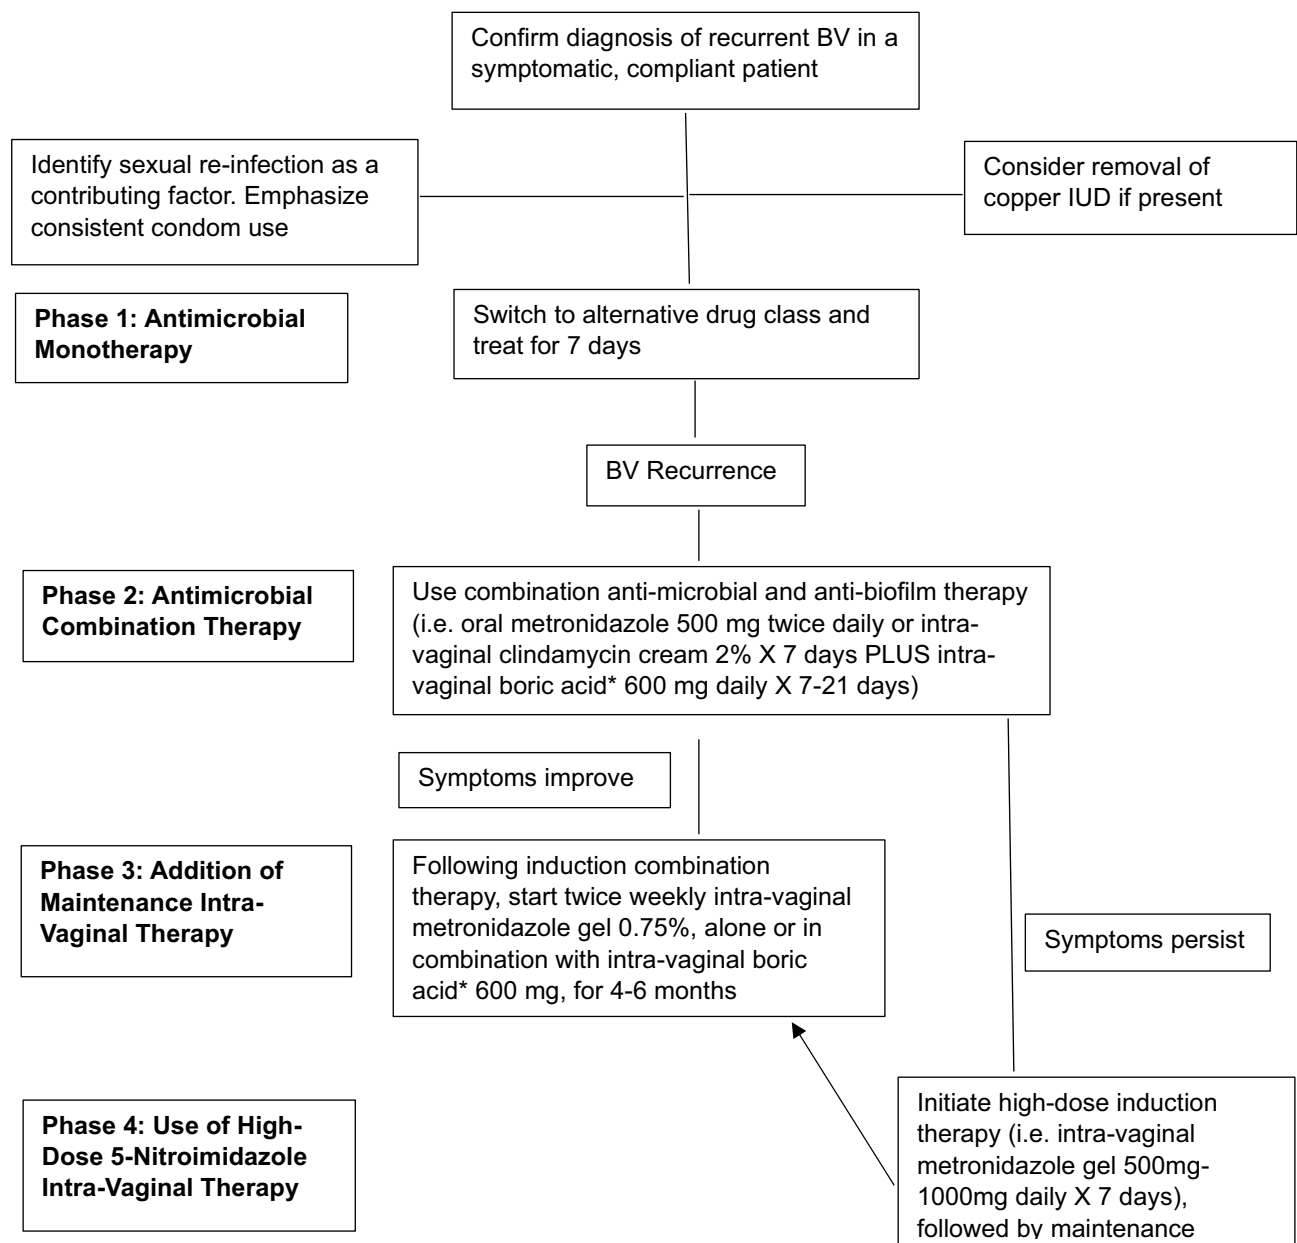 Confirm diagnosis of recurrent BV in a
symptomatic, compliant patient
Identify sexual re-infection as a
contributing factor. Emphasize
consistent condom use
Consider removal of
copper IUD if present
Phase 1: Antimicrobial
Monotherapy
Switch to alternative drug class and
treat for 7 days
BV Recurrence
Phase 2: Antimicrobial
Combination Therapy
Use combination anti-microbial and anti-biofilm therapy
(i.e. oral metronidazole 500 mg twice daily or intra-
vaginal clindamycin cream 2% X 7 days PLUS intra-
vaginal boric acid* 600 mg daily X 7-21 days)
Symptoms improve
Phase 3: Addition of
Maintenance Intra-
Vaginal Therapy
Following induction combination
therapy, start twice weekly intra-vaginal
metronidazole gel 0.75%, alone or in
combination with intra-vaginal boric
acid* 600 mg, for 4-6 months
Symptoms persist
Phase 4: Use of High-
Dose 5-Nitroimidazole
Intra-Vaginal Therapy
Initiate high-dose induction
therapy (i.e. intra-vaginal
metronidazole gel 500mg-
1000mg daily X 7 days),
followed by maintenance